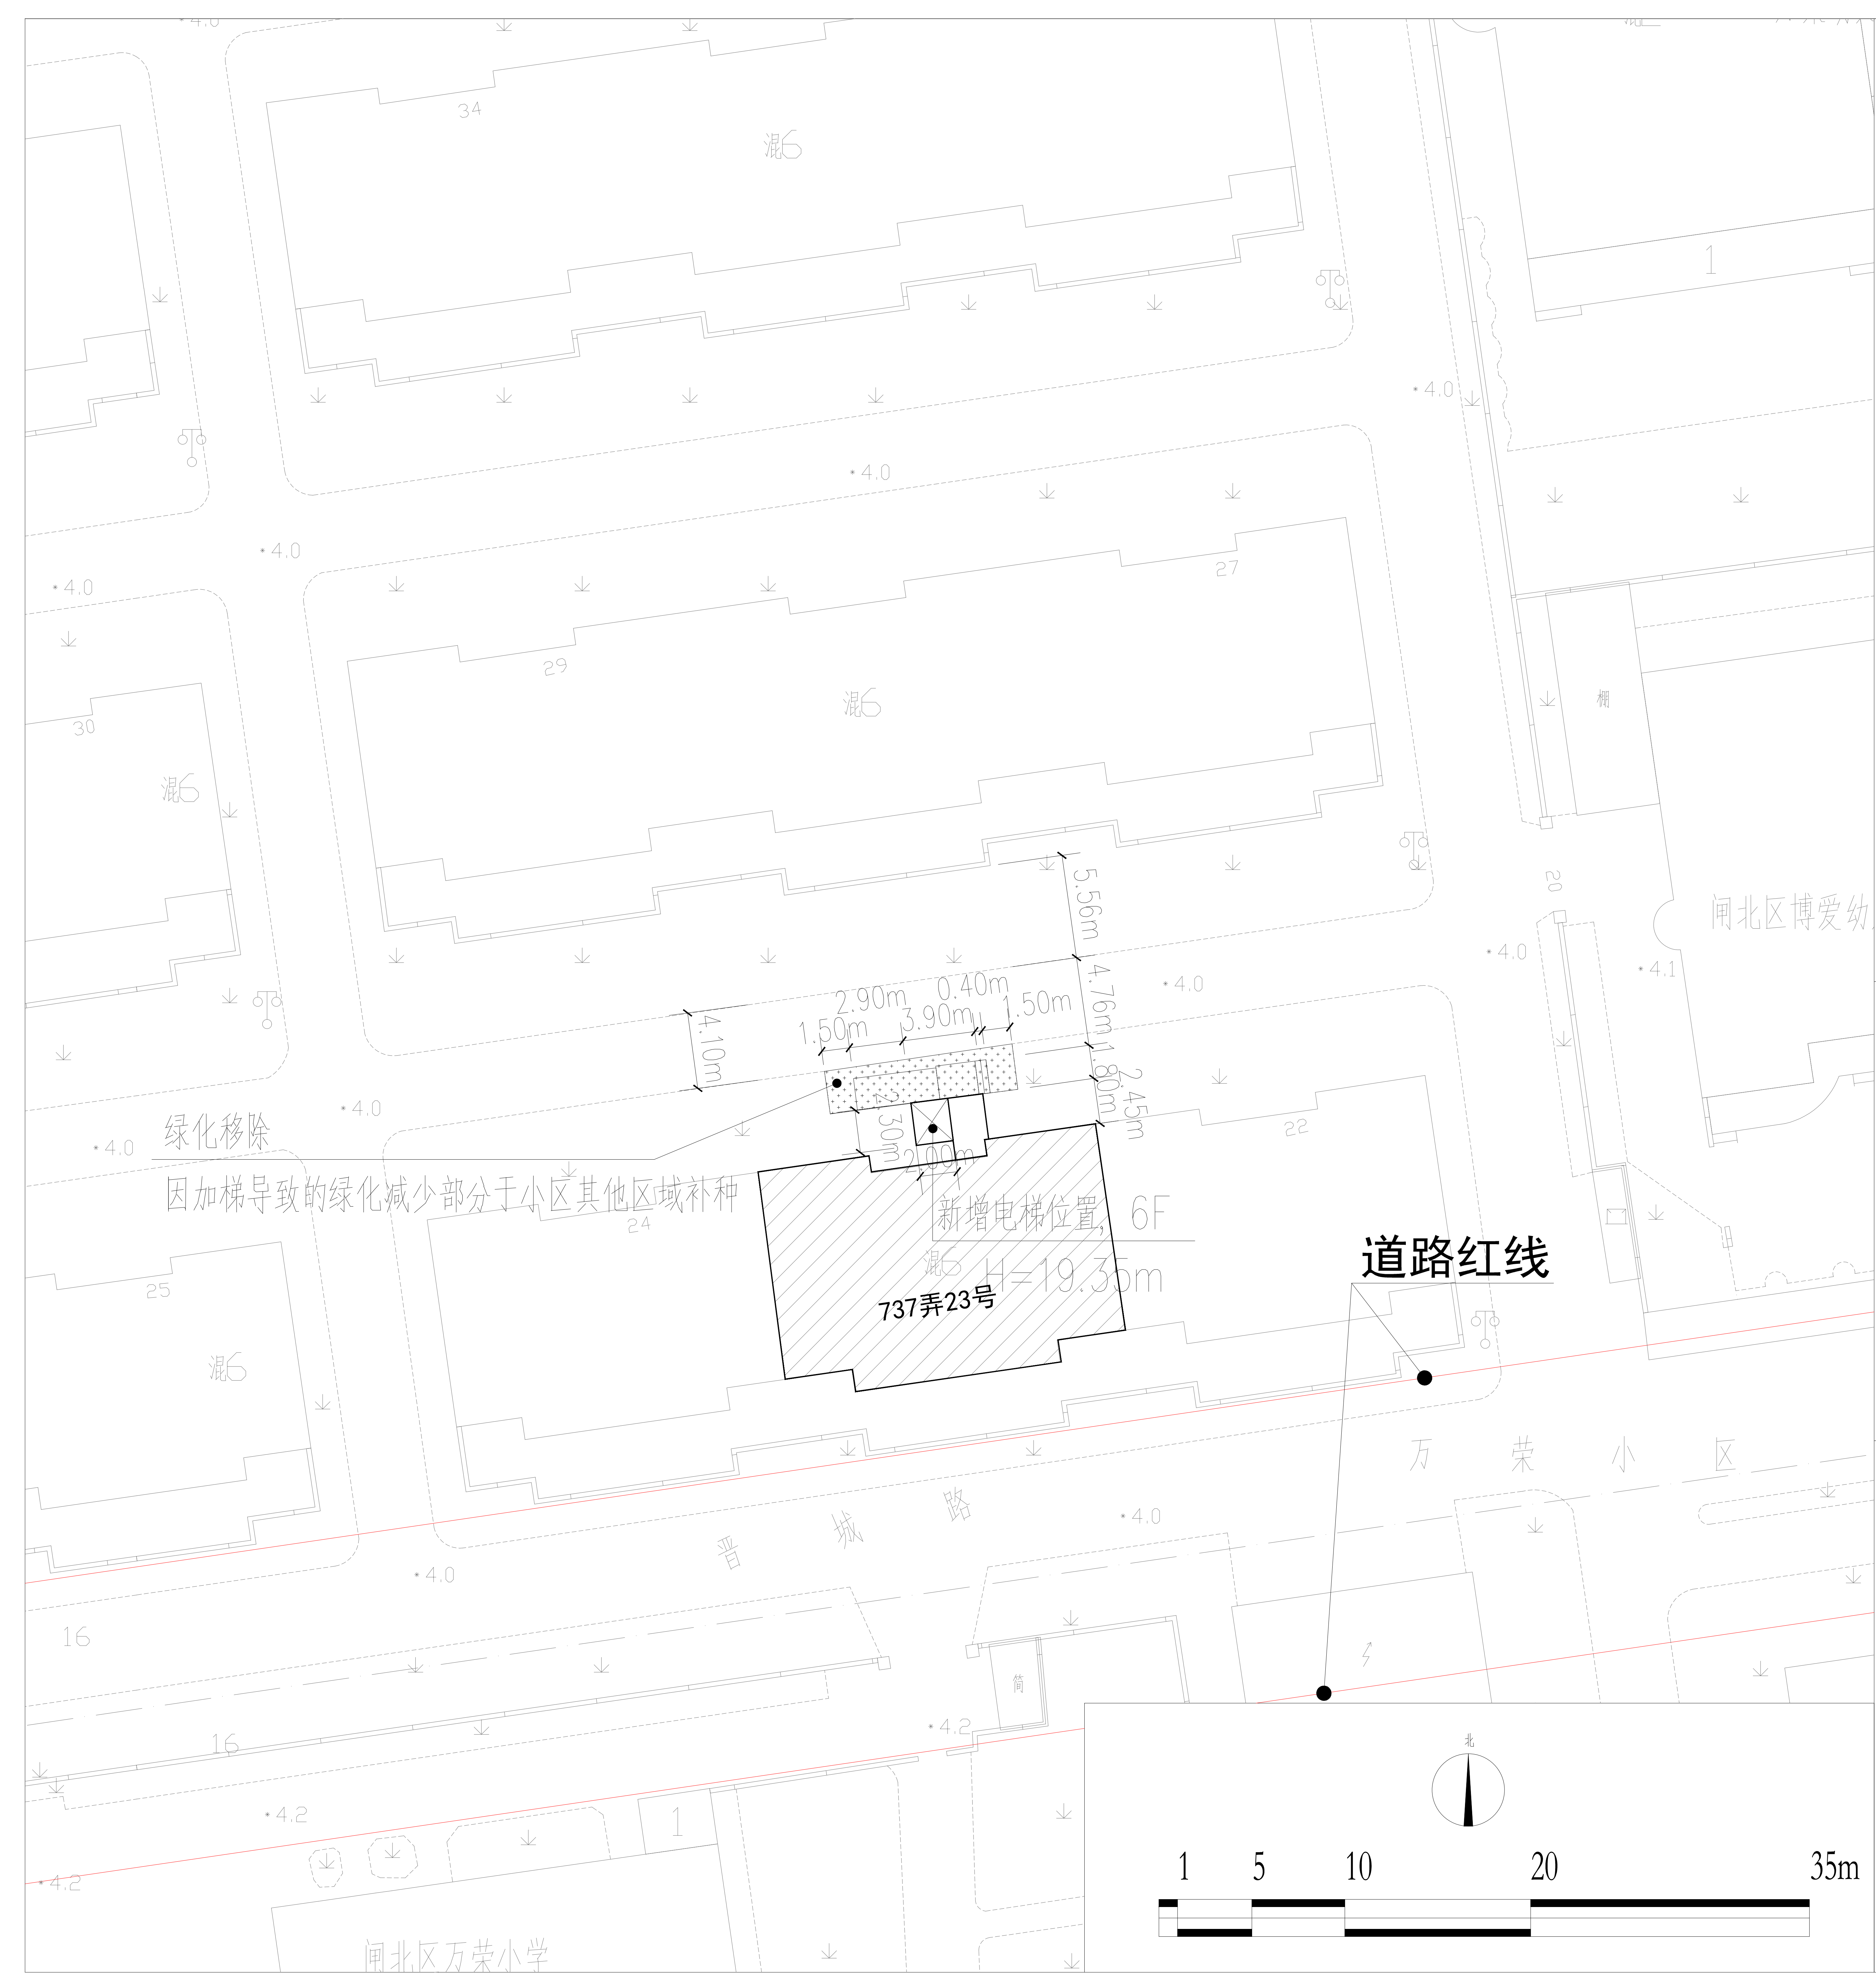 4.0
34
混6
1
4.0
4.0
4.0
4.0
27
29
混6
棚
30
混6
20
闸北区博爱幼
5.56m
4.0
4.1
4.0
4.76m
2.90m
0.40m
1.50m
3.90m
1.50m
4.10m
1.80m
2.45m
4.0
4.0
绿化移除
22
2.00m
因加梯导致的绿化减少部分于小区其他区域补种
24
新增电梯位置, 6F
混6
H=19.35m
道路红线
25
737弄23号
混6
万荣小区
晋城路
4.0
4.0
16
简
16
4.2
北
4.2
1
4.2
1 5 10 20 35m
闸北区万荣小学